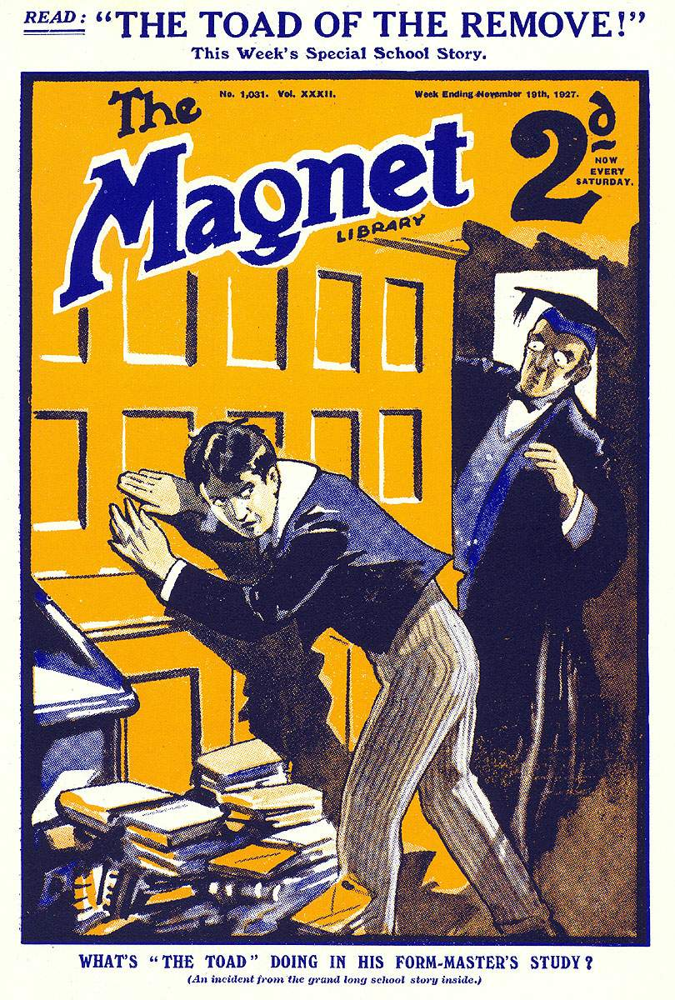 READ: "THE TOAD OF THE REMOVE!"
This Week's Special School Story.
No. 1,031. Vol. XXXII.
Week Ending November 19th, 1927.
The
Magnet
LIBRARY
2d
NOW
EVERY
SATURDAY.
WHAT'S "THE TOAD" DOING IN HIS FORM-MASTER'S STUDY?
(An incident from the grand long school story inside.)